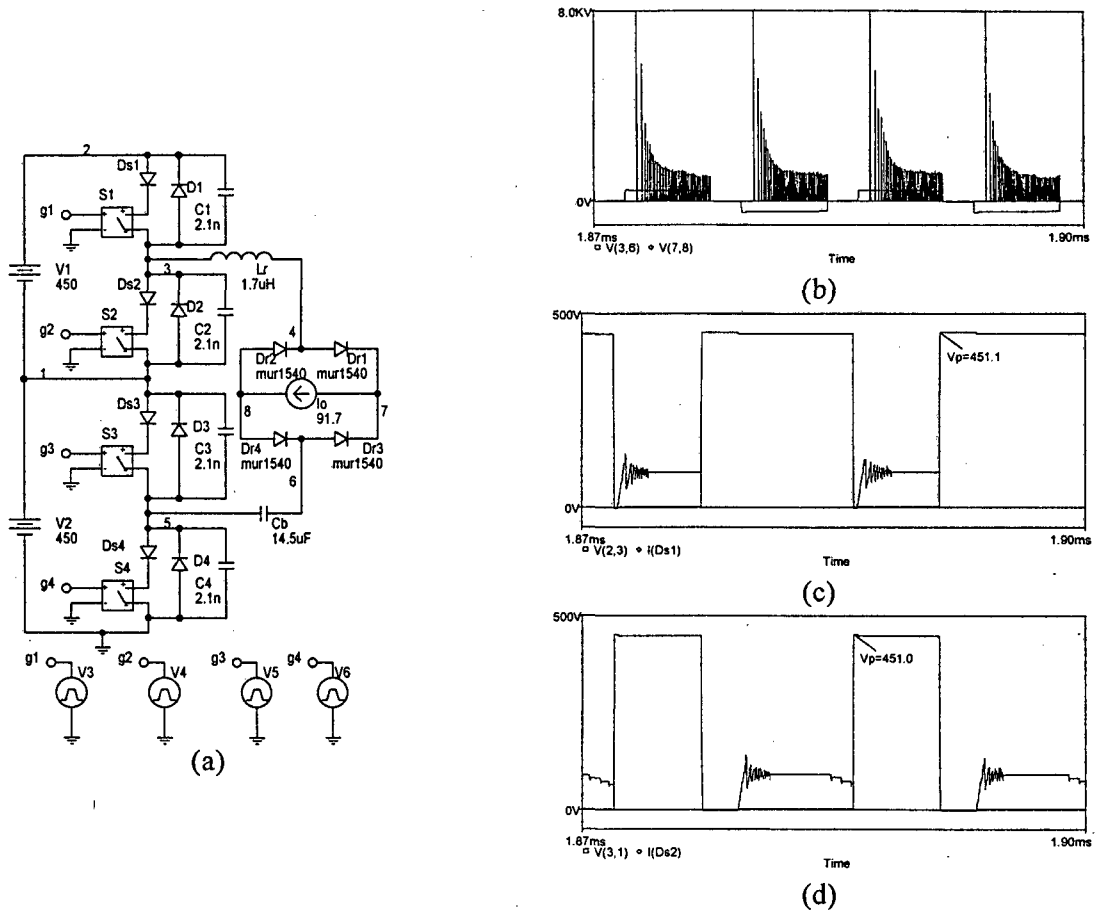 2
Ds1
S1
D1
g1
C1
2.1n
3
Lr
1.7uH
V1
450
Ds2
S2
D2
g2
C2
2.1n
4
Dr2
mur1540
Dr1
mur1540
1
8
Io
91.7
7
Ds3
S3
D3
g3
C3
2.1n
Dr4
mur1540
Dr3
.mur1540
6
V2
450
5
Cb
14.5uF
Ds4
S4
D4
g4
C4
2.1n
g1
V3
g2
V4
g3
V5
g4
V6
(a)
8.0KV
0V
1.87ms
1.90ms
V(3,6)
V(7,8)
Time
(b)
500V
Vp=451.1
0V
1.87ms
1.90ms
V(2,3)
I(Ds1)
Time
(c)
500V
Vp=451.0
0V
1.87ms
1.90ms
V(3,1)
I(Ds2)
Time
(d)